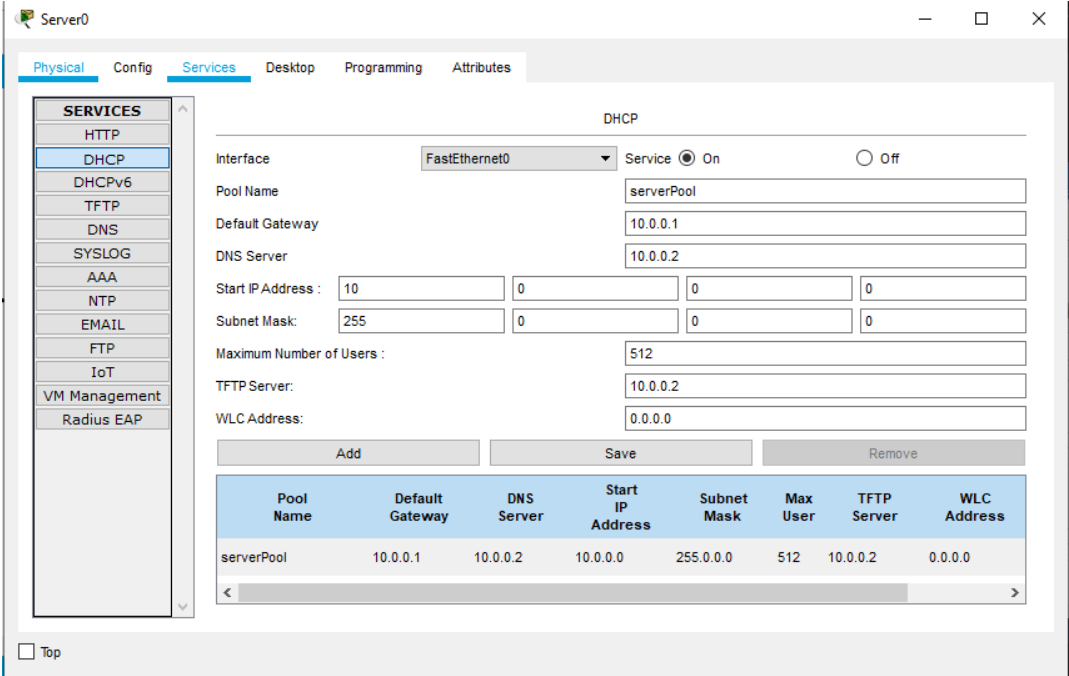 Server0
Physical Config Services Desktop Programming Attributes
SERVICES
HTTP
DHCP
DHCPv6
TFTP
DNS
SYSLOG
AAA
NTP
EMAIL
FTP
IoT
VM Management
Radius EAP
DHCP
Interface FastEthernet0 Service On Off
Pool Name serverPool
Default Gateway 10.0.0.1
DNS Server 10.0.0.2
Start IP Address : 10 0 0 0
Subnet Mask: 255 0 0 0
Maximum Number of Users : 512
TFTP Server: 10.0.0.2
WLC Address: 0.0.0.0
Add Save Remove
Pool Name Default Gateway DNS Server Start IP Address Subnet Mask Max User TFTP Server WLC Address
serverPool 10.0.0.1 10.0.0.2 10.0.0.0 255.0.0.0 512 10.0.0.2 0.0.0.0
Top